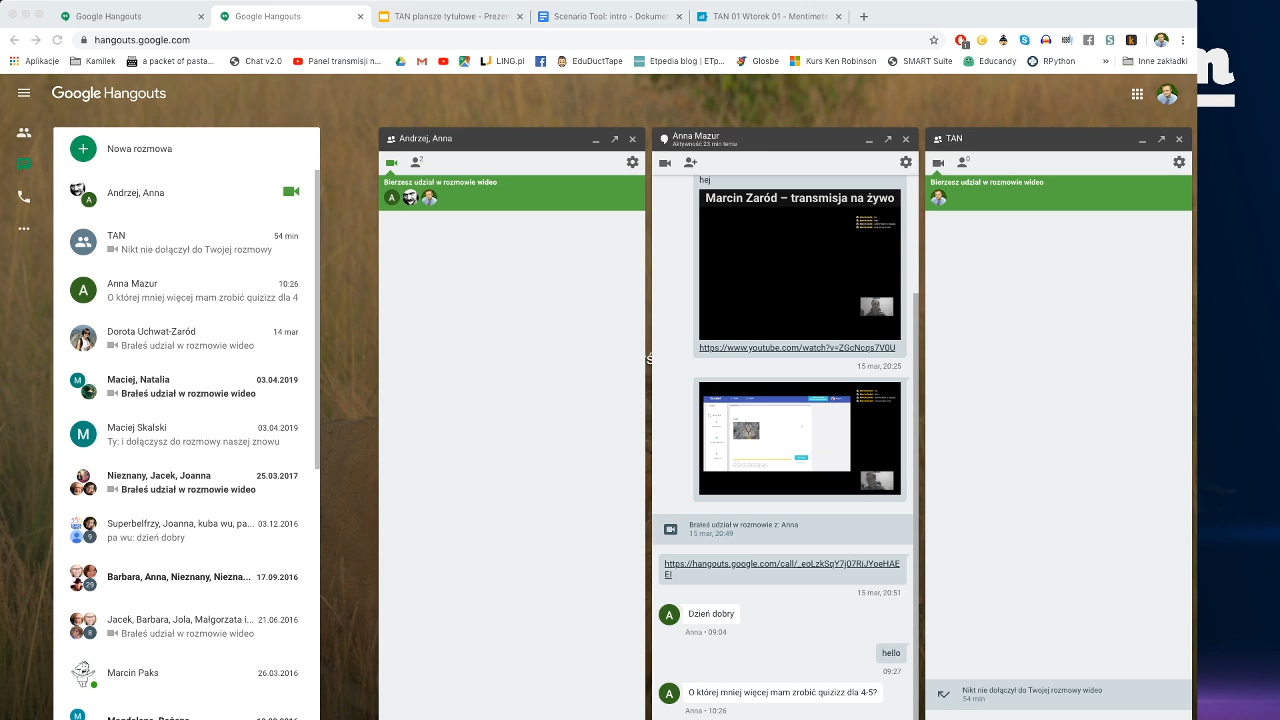 Google Hangouts
Google Hangouts
TAN plansze tytułowe - Prezen
Scenario Tool: intro - Dokumen
TAN 01 Wtorek 01 - Mentimete
hangouts.google.com
1
Aplikacje
Kamilek
a packet of pasta...
Chat v2.0
Panel transmisji n...
LING.pl
EduDuctTape
Etpedia blog | ETp...
Glosbe
Kurs Ken Robinson
SMART Suite
Educandy
RPython
»
Inne zakładki
Google Hangouts
Nowa rozmowa
A
Andrzej, Anna
TAN
54 min
Nikt nie dołączył do Twojej rozmowy
A
Anna Mazur
10:26
O której mniej więcej mam zrobić quizizz dla 4
Dorota Uchwat-Zaród
14 mar
Brałeś udział w rozmowie wideo
M
Maciej, Natalia
03.04.2019
Brałeś udział w rozmowie wideo
M
Maciej Skalski
03.04.2019
Ty: i dołączysz do rozmowy naszej znowu
Nieznany, Jacek, Joanna
25.03.2017
Brałeś udział w rozmowie wideo
9
Superbelfrzy, Joanna, kuba wu, pa...
03.12.2016
pa wu: dzień dobry
29
Barbara, Anna, Nieznany, Niezna...
17.09.2016
8
Jacek, Barbara, Jola, Małgorzata i...
21.06.2016
Brałeś udział w rozmowie wideo
Marcin Paks
26.03.2016
Andrzej, Anna
2
Bierzesz udział w rozmowie wideo
A
Anna Mazur
Aktywność 23 min temu
hej
Marcin Zaród – transmisja na żywo
https://www.youtube.com/watch?v=ZGcNcqs7V0U
15 mar, 20:25
Brałeś udział w rozmowie z: Anna
15 mar, 20:49
https://hangouts.google.com/call/_eoLzkSqY7j07RiJYoeHAE
EI
15 mar, 20:51
A
Dzień dobry
Anna • 09:04
hello
09:27
A
O której mniej więcej mam zrobić quizizz dla 4-5?
Anna • 10:26
TAN
0
Bierzesz udział w rozmowie wideo
Nikt nie dołączył do Twojej rozmowy wideo
54 min